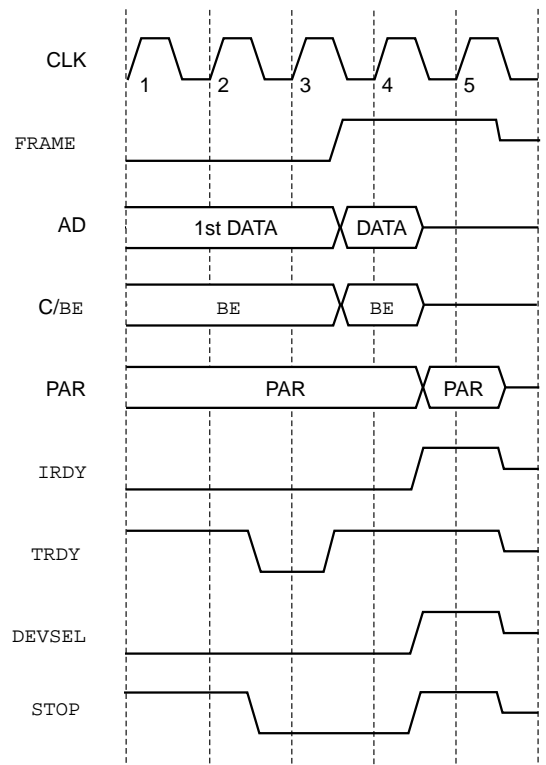 CLK
1 2 3 4 5
FRAME
AD 1st DATA DATA
C/BE BE BE
PAR PAR PAR
IRDY
TRDY
DEVSEL
STOP